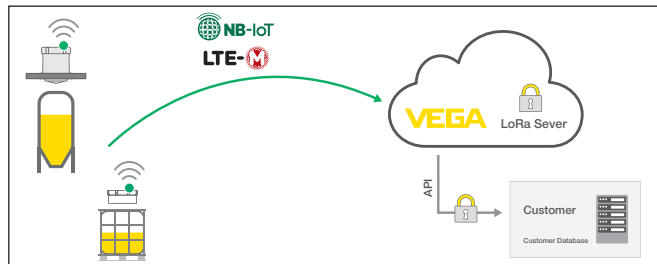 NB-IoT
LTE-M
VEGA
LoRa Sever
API
Customer
Customer Database